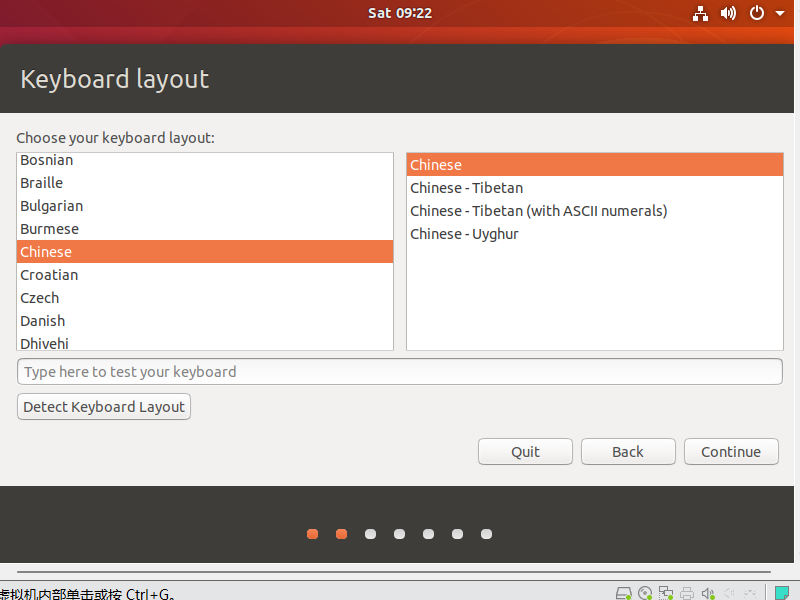 Sat 09:22
Keyboard layout
Choose your keyboard layout:
Bosnian
Braille
Bulgarian
Burmese
Chinese
Croatian
Czech
Danish
Dhivehi
Chinese
Chinese - Tibetan
Chinese - Tibetan (with ASCII numerals)
Chinese - Uyghur
Type here to test your keyboard
Detect Keyboard Layout
Quit
Back
Continue
虚拟机内部单击或按 Ctrl+G。